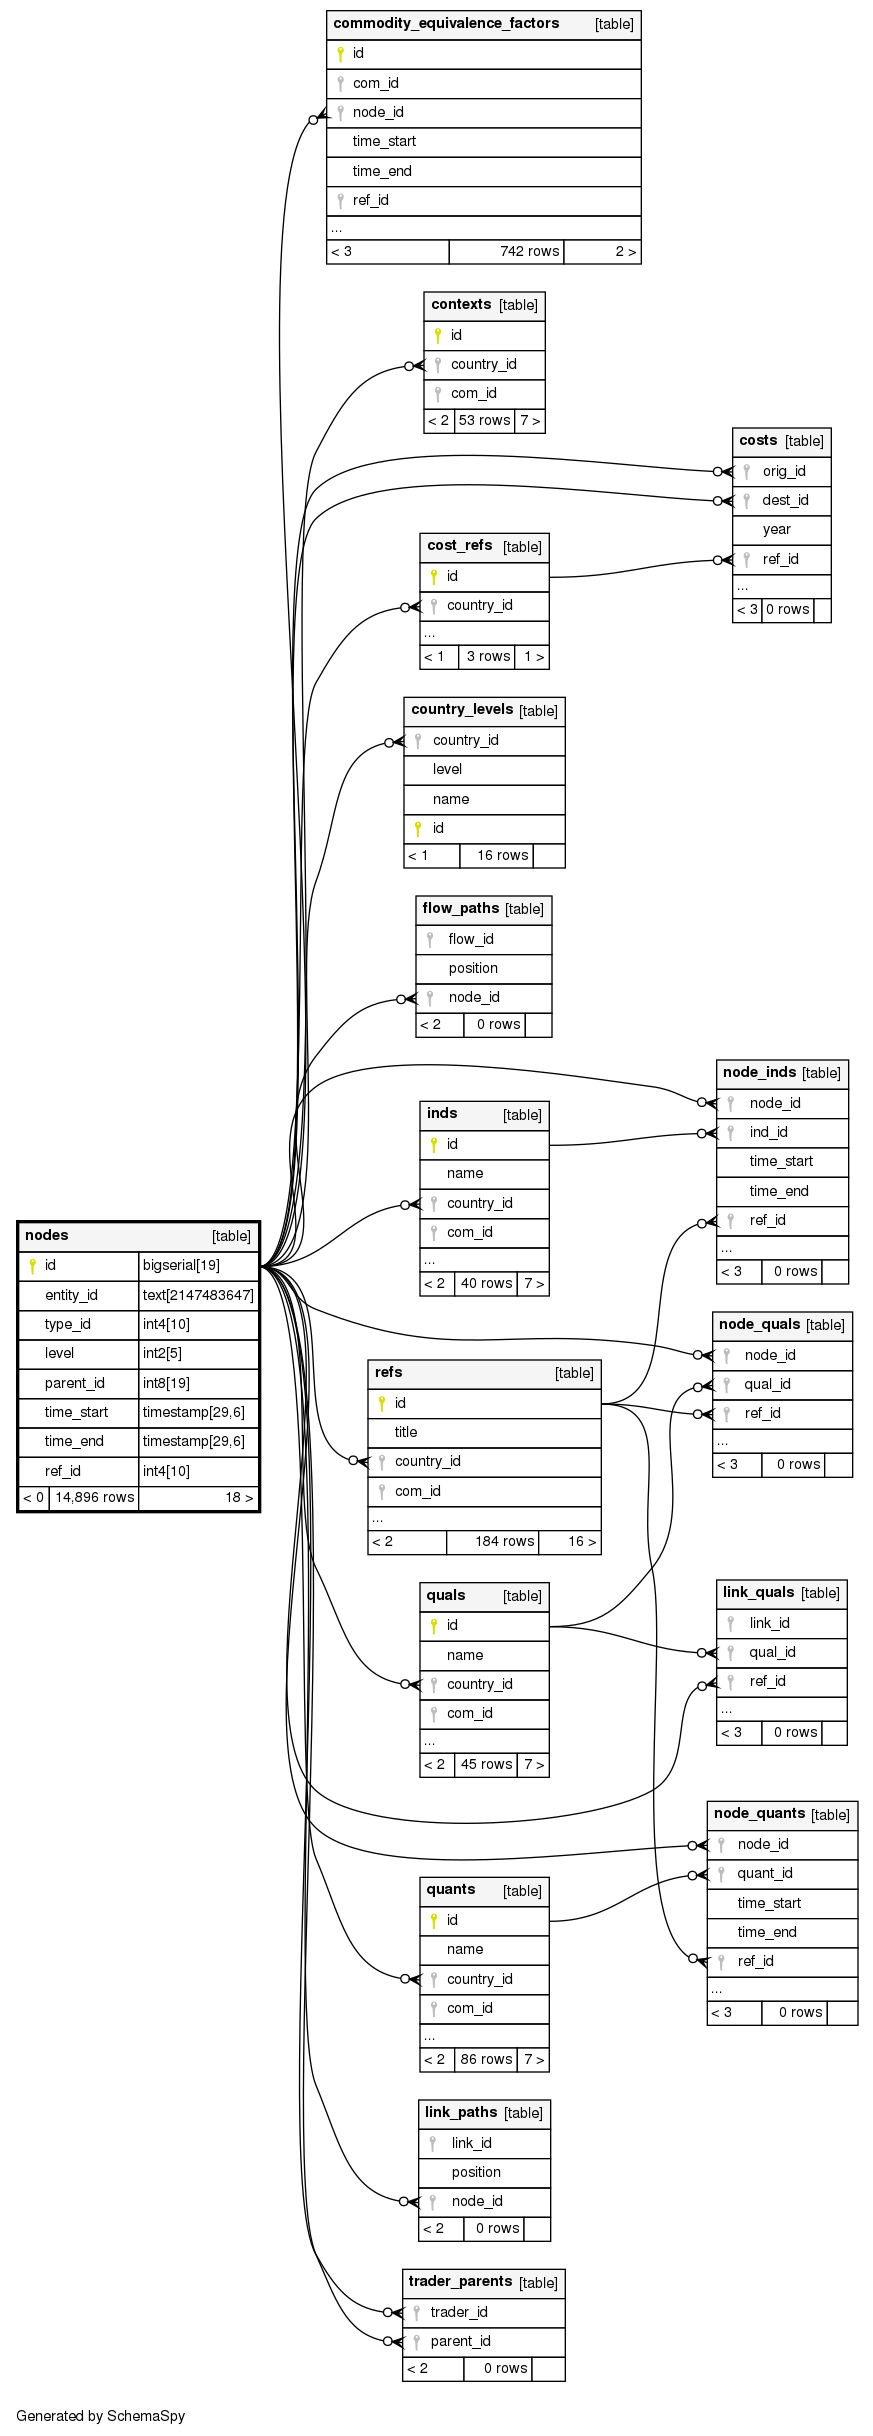 commodity_equivalence_factors [table]
id
com_id
node_id
time_start
time_end
ref_id
...
< 3 742 rows 2 >
contexts [table]
id
country_id
com_id
< 2 53 rows 7 >
costs [table]
orig_id
dest_id
year
ref_id
...
< 3 0 rows
cost_refs [table]
id
country_id
...
< 1 3 rows 1 >
country_levels [table]
country_id
level
name
id
< 1 16 rows
flow_paths [table]
flow_id
position
node_id
< 2 0 rows
node_inds [table]
node_id
ind_id
time_start
time_end
ref_id
...
< 3 0 rows
inds [table]
id
name
country_id
com_id
...
< 2 40 rows 7 >
nodes [table]
id bigserial[19]
entity_id text[2147483647]
type_id int4[10]
level int2[5]
parent_id int8[19]
time_start timestamp[29,6]
time_end timestamp[29,6]
ref_id int4[10]
< 0 14,896 rows 18 >
node_quals [table]
node_id
qual_id
ref_id
...
< 3 0 rows
refs [table]
id
title
country_id
com_id
...
< 2 184 rows 16 >
quals [table]
id
name
country_id
com_id
...
< 2 45 rows 7 >
link_quals [table]
link_id
qual_id
ref_id
...
< 3 0 rows
node_quants [table]
node_id
quant_id
time_start
time_end
ref_id
...
< 3 0 rows
quants [table]
id
name
country_id
com_id
...
< 2 86 rows 7 >
link_paths [table]
link_id
position
node_id
< 2 0 rows
trader_parents [table]
trader_id
parent_id
< 2 0 rows
Generated by SchemaSpy